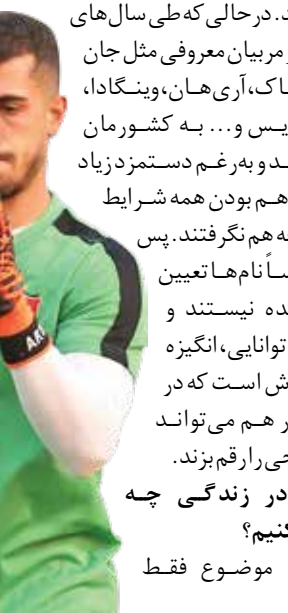 د. درحالی که طی سال‌های
و مربیان معروفی مثل جان
اک، آری‌هان، وینگادا،
یس و... به کشورمان
د و به‌رغم دستمزد زیاد
هم بودن همه شرایط
ه هم نگرفتند. پس
ساً نام‌ها تعیین
ده نیستند و
توانایی، انگیزه
ش است که در
ر هم می‌تواند
حی را رقم بزند.
در زندگی چه
کنیم؟
موضوع فقط